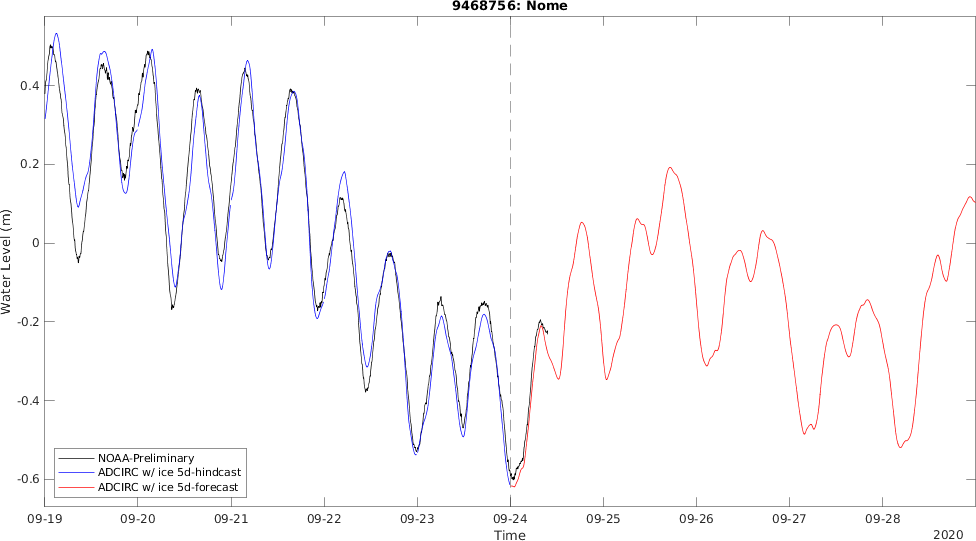 9468756: Nome
Water Level (m)
0.4
0.2
0
-0.2
-0.4
-0.6
NOAA-Preliminary
ADCIRC w/ ice 5d-hindcast
ADCIRC w/ ice 5d-forecast
09-19 09-20 09-21 09-22 09-23 09-24 09-25 09-26 09-27 09-28
Time
2020